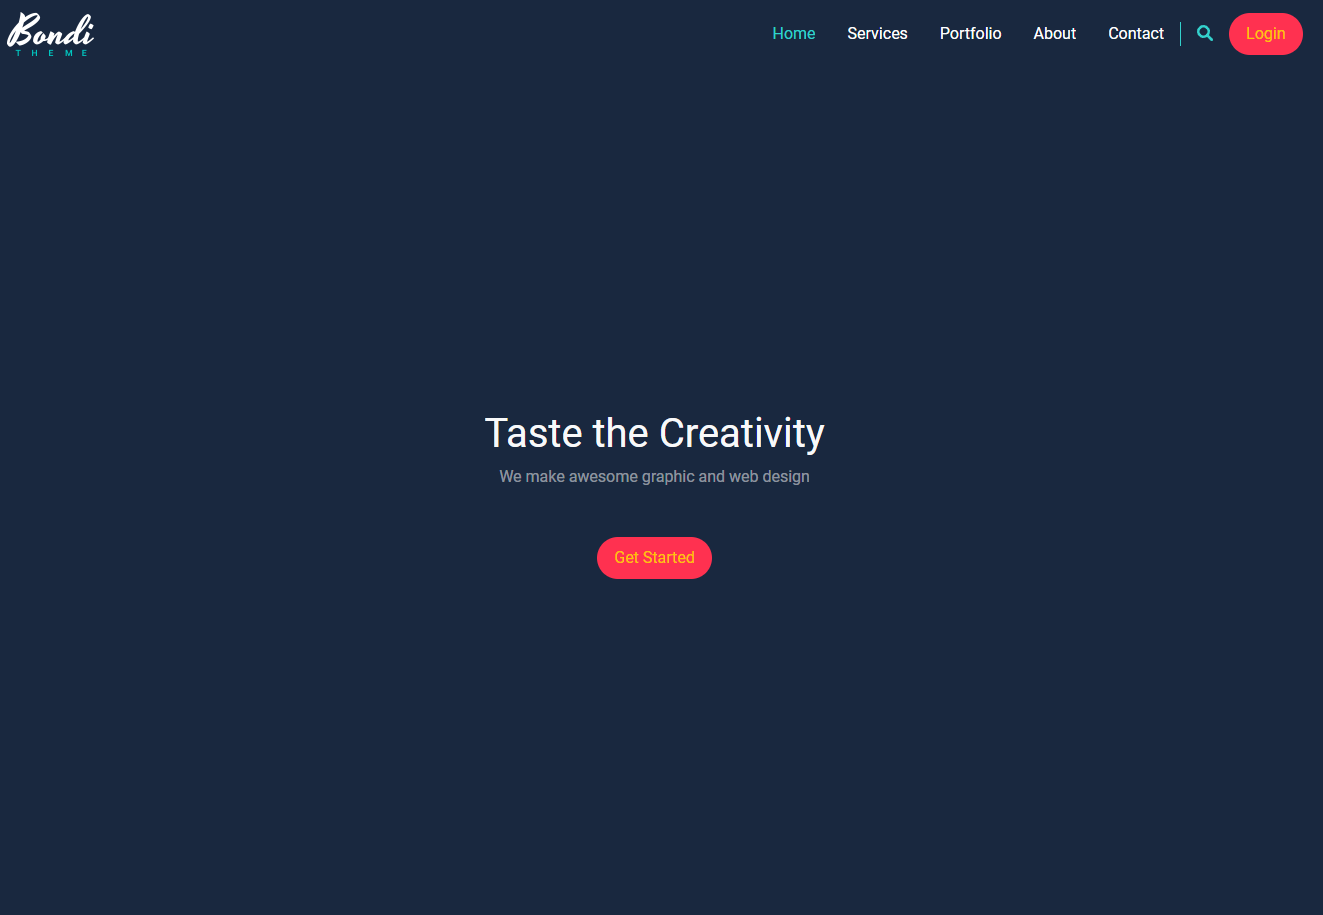 Bondi
THEME
Home Services Portfolio About Contact Login
Taste the Creativity
We make awesome graphic and web design
Get Started